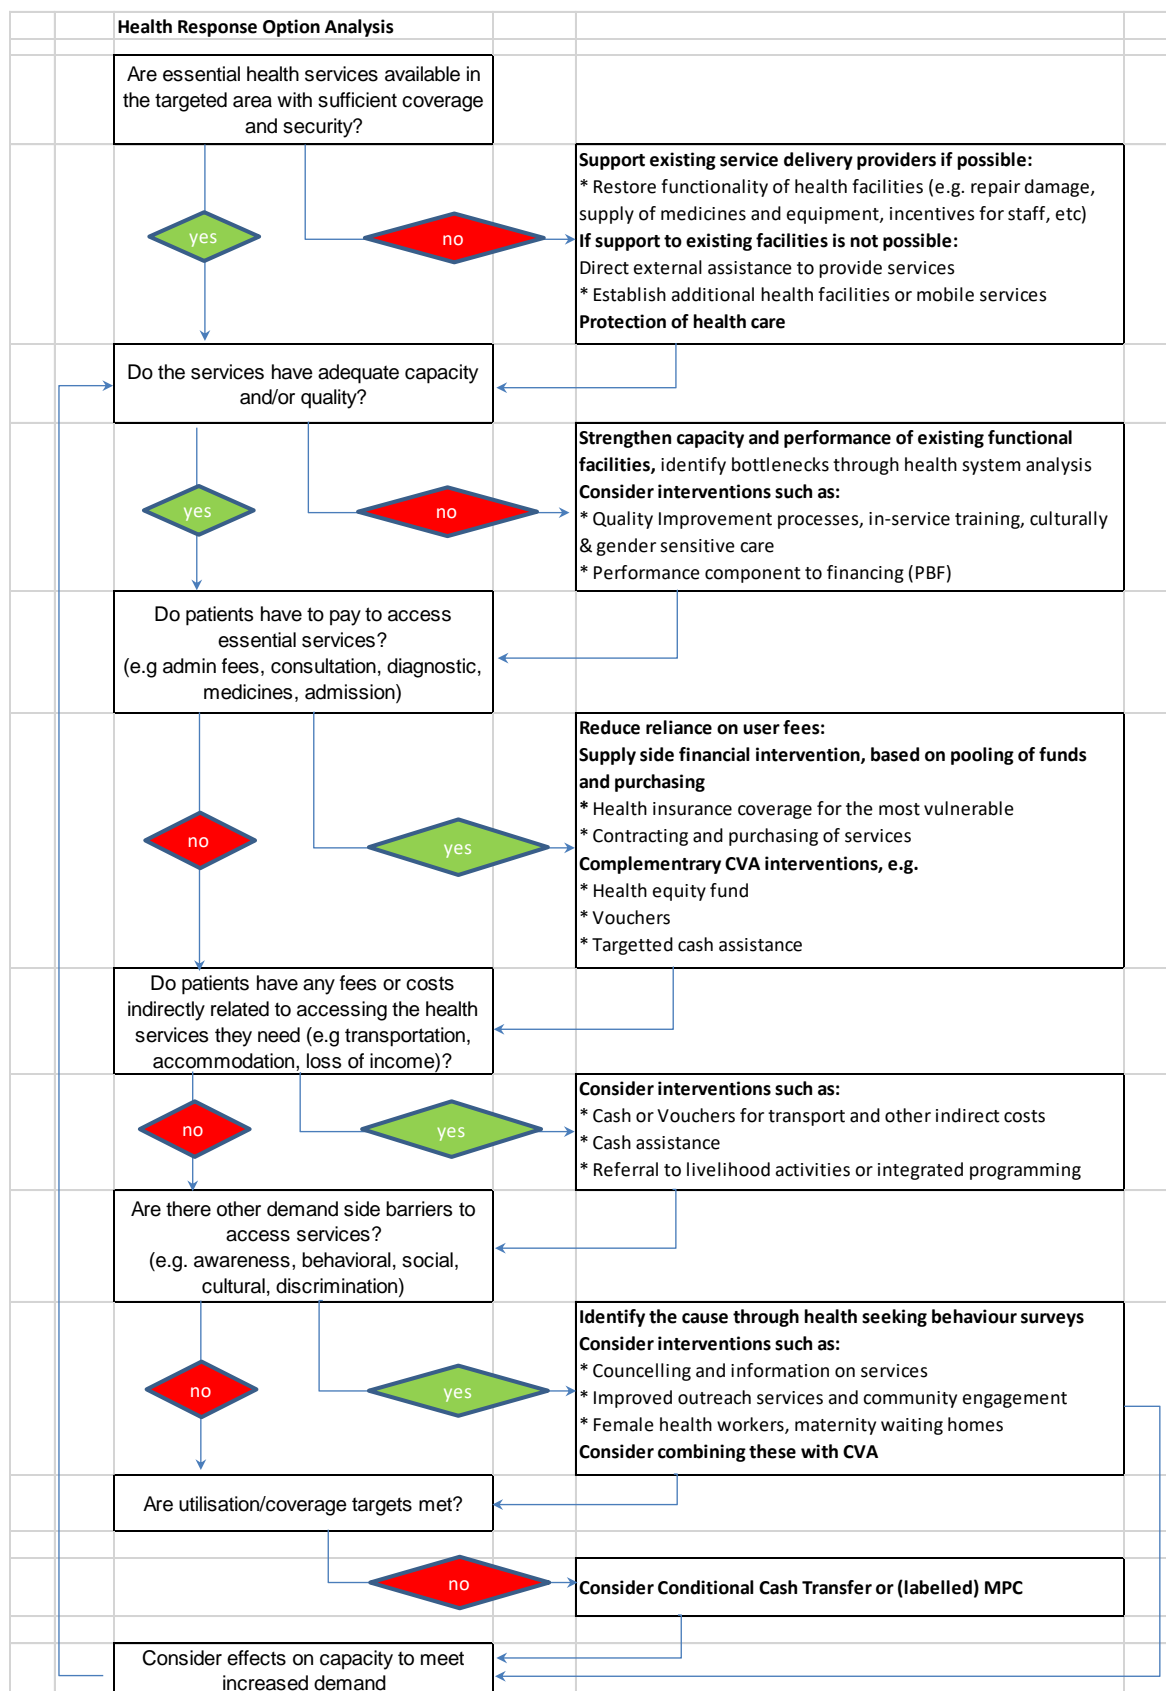 Health Response Option Analysis
Are essential health services available in
the targeted area with sufficient coverage
and security?
yes
no
Support existing service delivery providers if possible:
* Restore functionality of health facilities (e.g. repair damage,
supply of medicines and equipment, incentives for staff, etc)
If support to existing facilities is not possible:
Direct external assistance to provide services
* Establish additional health facilities or mobile services
Protection of health care
Do the services have adequate capacity
and/or quality?
yes
no
Strengthen capacity and performance of existing functional
facilities, identify bottlenecks through health system analysis
Consider interventions such as:
* Quality Improvement processes, in-service training, culturally
& gender sensitive care
* Performance component to financing (PBF)
Do patients have to pay to access
essential services?
(e.g admin fees, consultation, diagnostic,
medicines, admission)
no
yes
Reduce reliance on user fees:
Supply side financial intervention, based on pooling of funds
and purchasing
* Health insurance coverage for the most vulnerable
* Contracting and purchasing of services
Complementrary CVA interventions, e.g.
* Health equity fund
* Vouchers
* Targetted cash assistance
Do patients have any fees or costs
indirectly related to accessing the health
services they need (e.g transportation,
accommodation, loss of income)?
no
yes
Consider interventions such as:
* Cash or Vouchers for transport and other indirect costs
* Cash assistance
* Referral to livelihood activities or integrated programming
Are there other demand side barriers to
access services?
(e.g. awareness, behavioral, social,
cultural, discrimination)
no
yes
Identify the cause through health seeking behaviour surveys
Consider interventions such as:
* Councelling and information on services
* Improved outreach services and community engagement
* Female health workers, maternity waiting homes
Consider combining these with CVA
Are utilisation/coverage targets met?
no
Consider Conditional Cash Transfer or (labelled) MPC
Consider effects on capacity to meet
increased demand